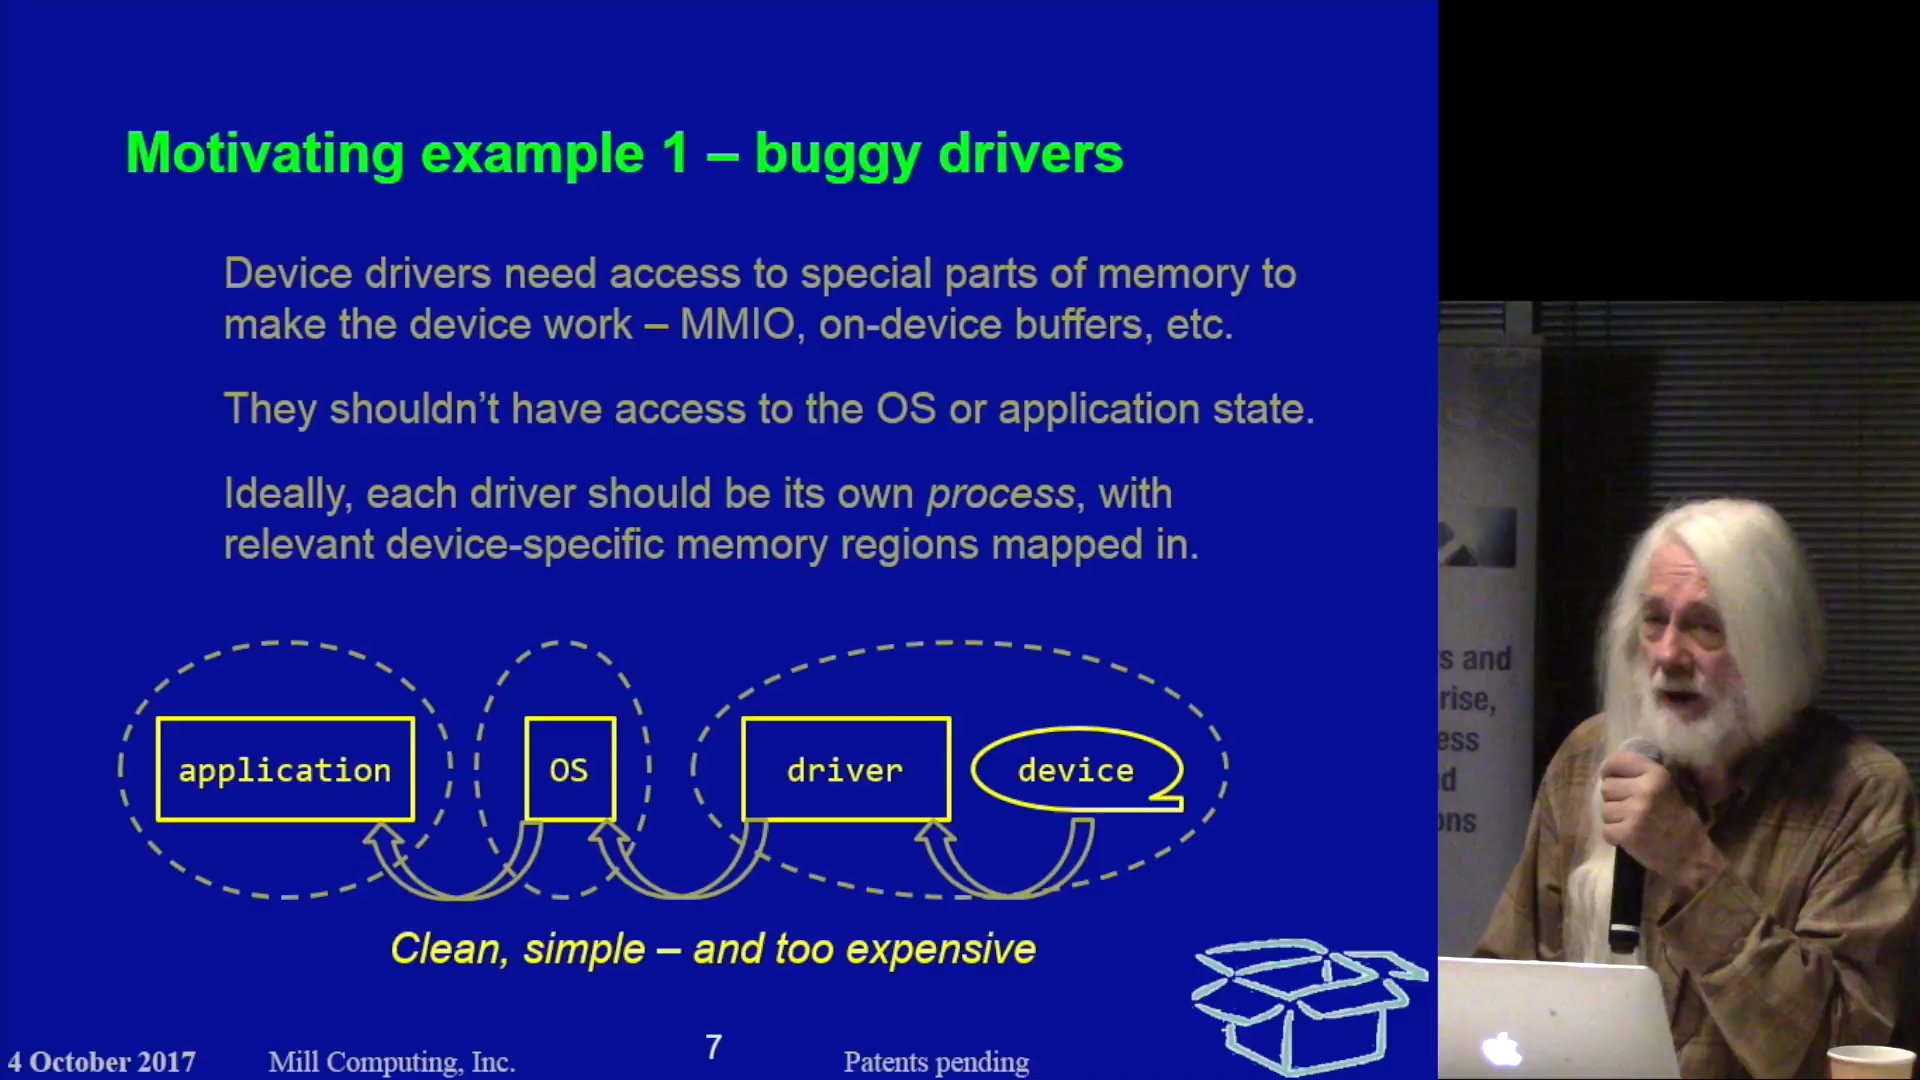 Motivating example 1 – buggy drivers
Device drivers need access to special parts of memory to
make the device work – MMIO, on-device buffers, etc.
They shouldn't have access to the OS or application state.
Ideally, each driver should be its own process, with
relevant device-specific memory regions mapped in.
application
OS
driver
device
Clean, simple – and too expensive
4 October 2017
Mill Computing, Inc.
7
Patents pending
s and
rise,
ess
d
ons